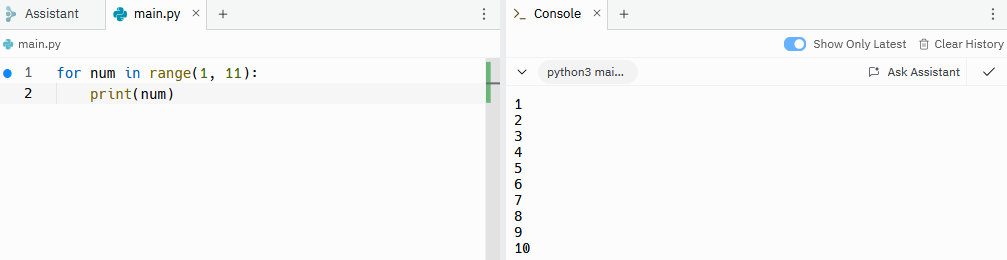 Assistant
main.py
main.py
1 for num in range(1, 11):
2     print(num)
Console
Show Only Latest
Clear History
python3 mai...
Ask Assistant
1
2
3
4
5
6
7
8
9
10